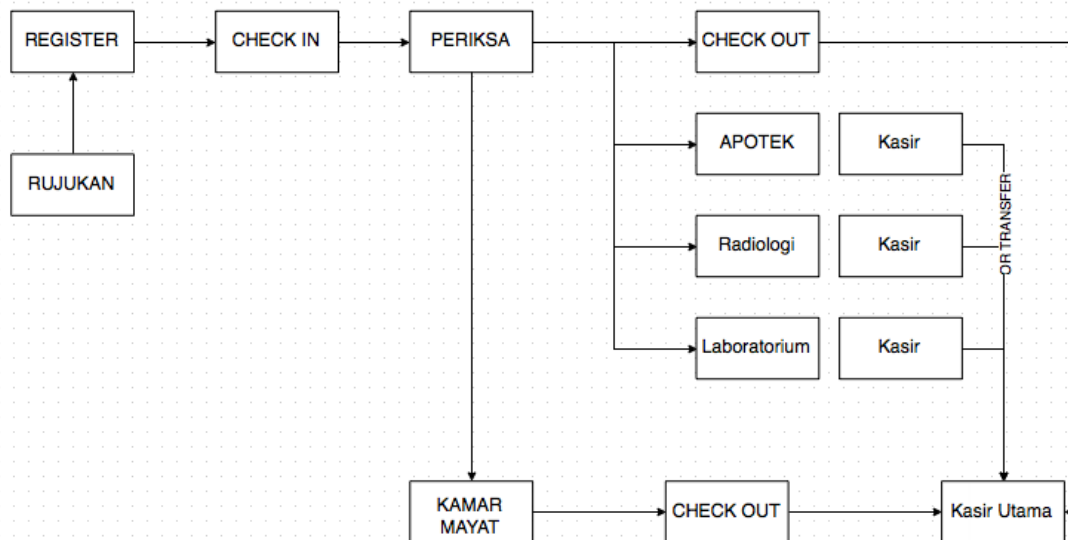 REGISTER
CHECK IN
PERIKSA
CHECK OUT
RUJUKAN
APOTEK
Kasir
Radiologi
Kasir
OR TRANSFER
Laboratorium
Kasir
KAMAR
MAYAT
CHECK OUT
Kasir Utama